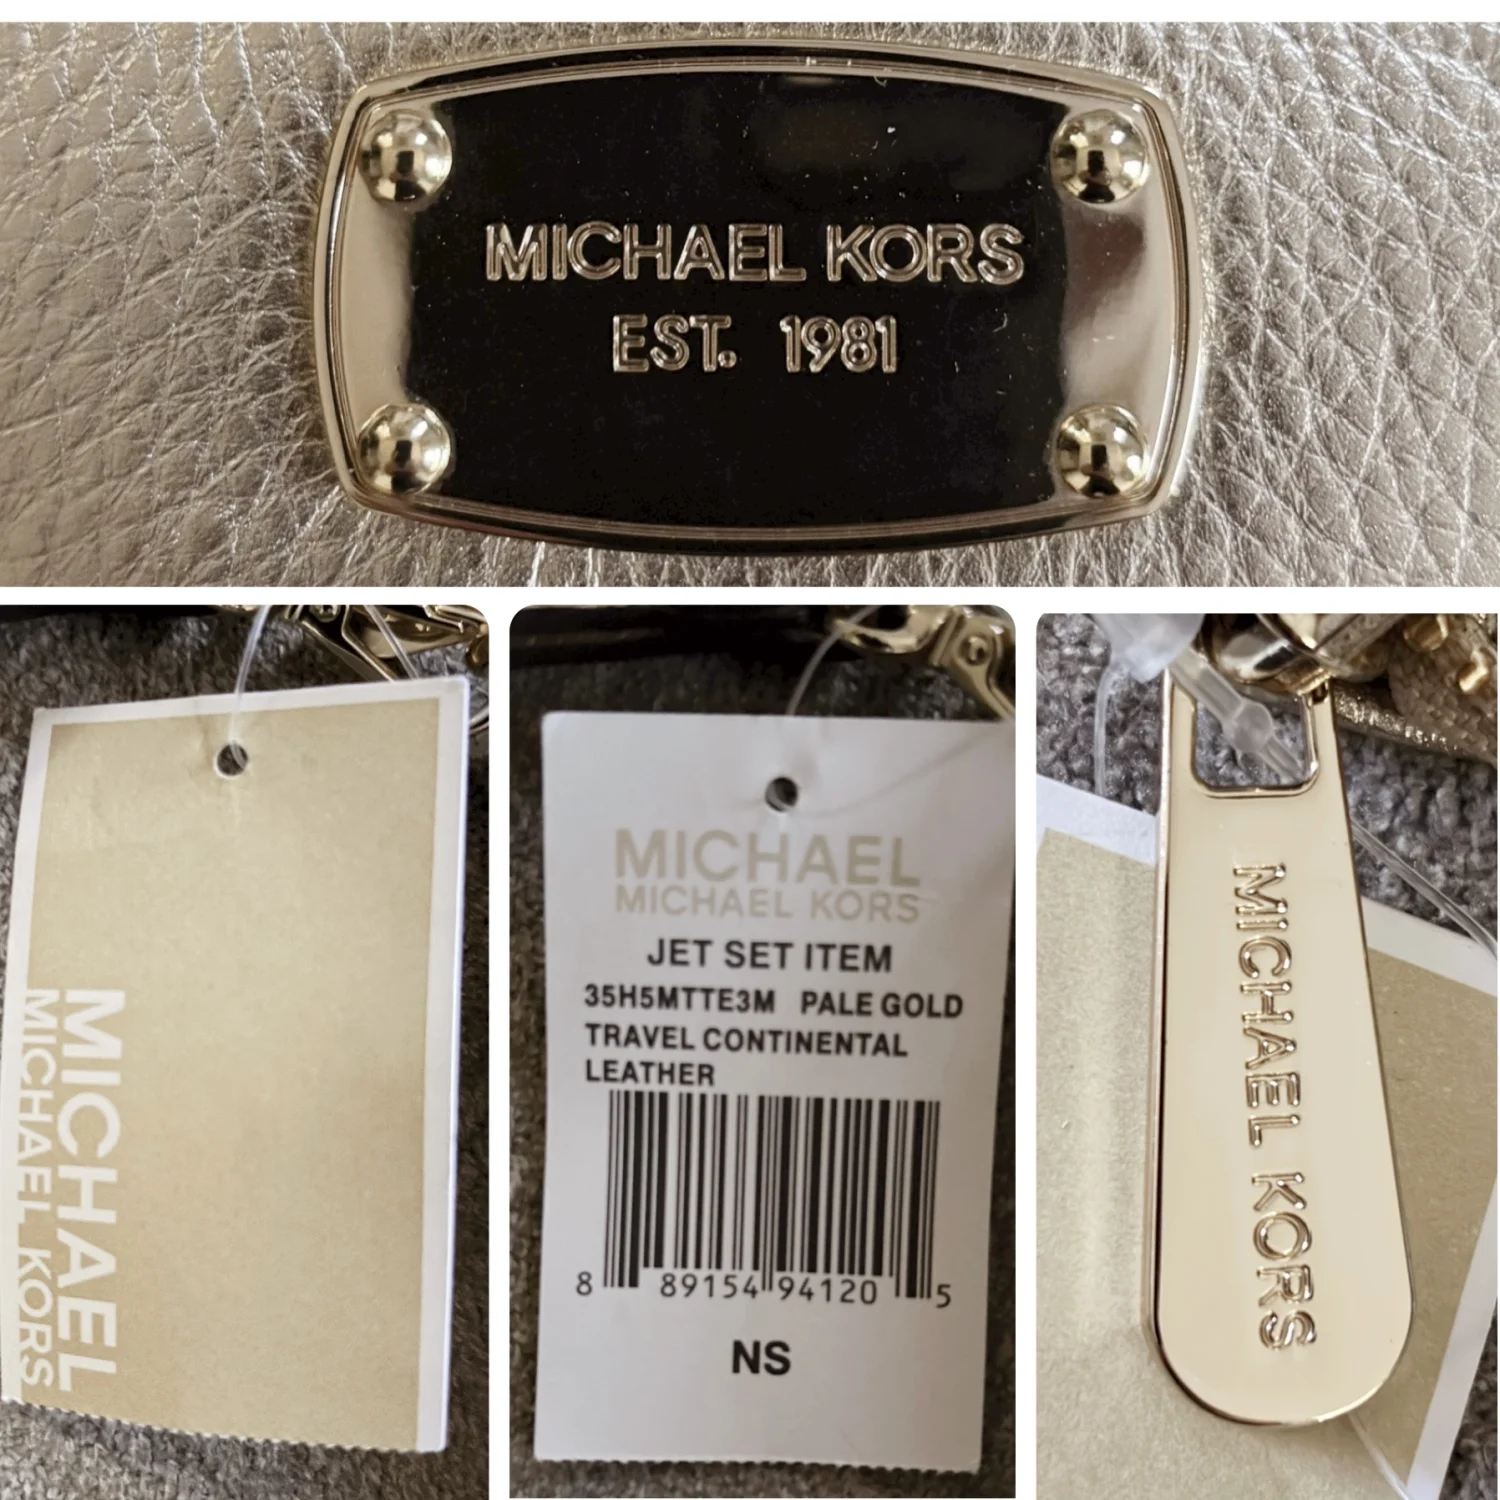 MICHAEL KORS
EST. 1981
MICHAEL
MICHAEL KORS
MICHAEL
MICHAEL KORS
JET SET ITEM
35H5MTTE3M PALE GOLD
TRAVEL CONTINENTAL
LEATHER
8 89154 94120 5
NS
MICHAEL KORS